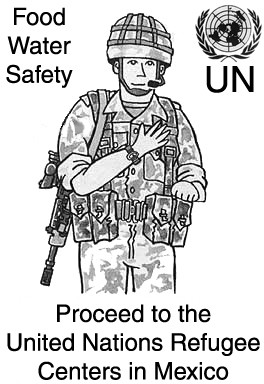 Food
Water
Safety
UN
Proceed to the
United Nations Refugee
Centers in Mexico